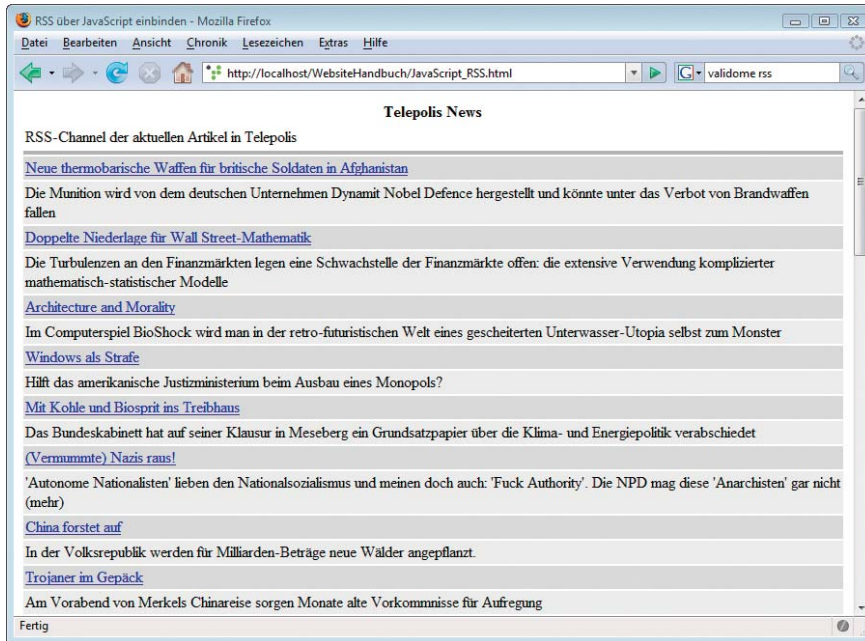 RSS über JavaScript einbinden - Mozilla Firefox
Datei Bearbeiten Ansicht Chronik Lesezeichen Extras Hilfe
http://localhost/WebsiteHandbuch/JavaScript_RSS.html G validome rss
Telepolis News
RSS-Channel der aktuellen Artikel in Telepolis
Neue thermobarische Waffen für britische Soldaten in Afghanistan
Die Munition wird von dem deutschen Unternehmen Dynamit Nobel Defence hergestellt und könnte unter das Verbot von Brandwaffen
fallen
Doppelte Niederlage für Wall Street-Mathematik
Die Turbulenzen an den Finanzmärkten legen eine Schwachstelle der Finanzmärkte offen: die extensive Verwendung komplizierter
mathematisch-statistischer Modelle
Architecture and Morality
Im Computerspiel BioShock wird man in der retro-futuristischen Welt eines gescheiterten Unterwasser-Utopia selbst zum Monster
Windows als Strafe
Hilft das amerikanische Justizministerium beim Ausbau eines Monopols?
Mit Kohle und Biosprit ins Treibhaus
Das Bundeskabinett hat auf seiner Klausur in Meseberg ein Grundsatzpapier über die Klima- und Energiepolitik verabschiedet
(Vermummte) Nazis raus!
'Autonome Nationalisten' lieben den Nationalsozialismus und meinen doch auch: 'Fuck Authority'. Die NPD mag diese 'Anarchisten' gar nicht
(mehr)
China forstet auf
In der Volksrepublik werden für Milliarden-Beträge neue Wälder angepflanzt.
Trojaner im Gepäck
Am Vorabend von Merkels Chinareise sorgen Monate alte Vorkommnisse für Aufregung
Fertig